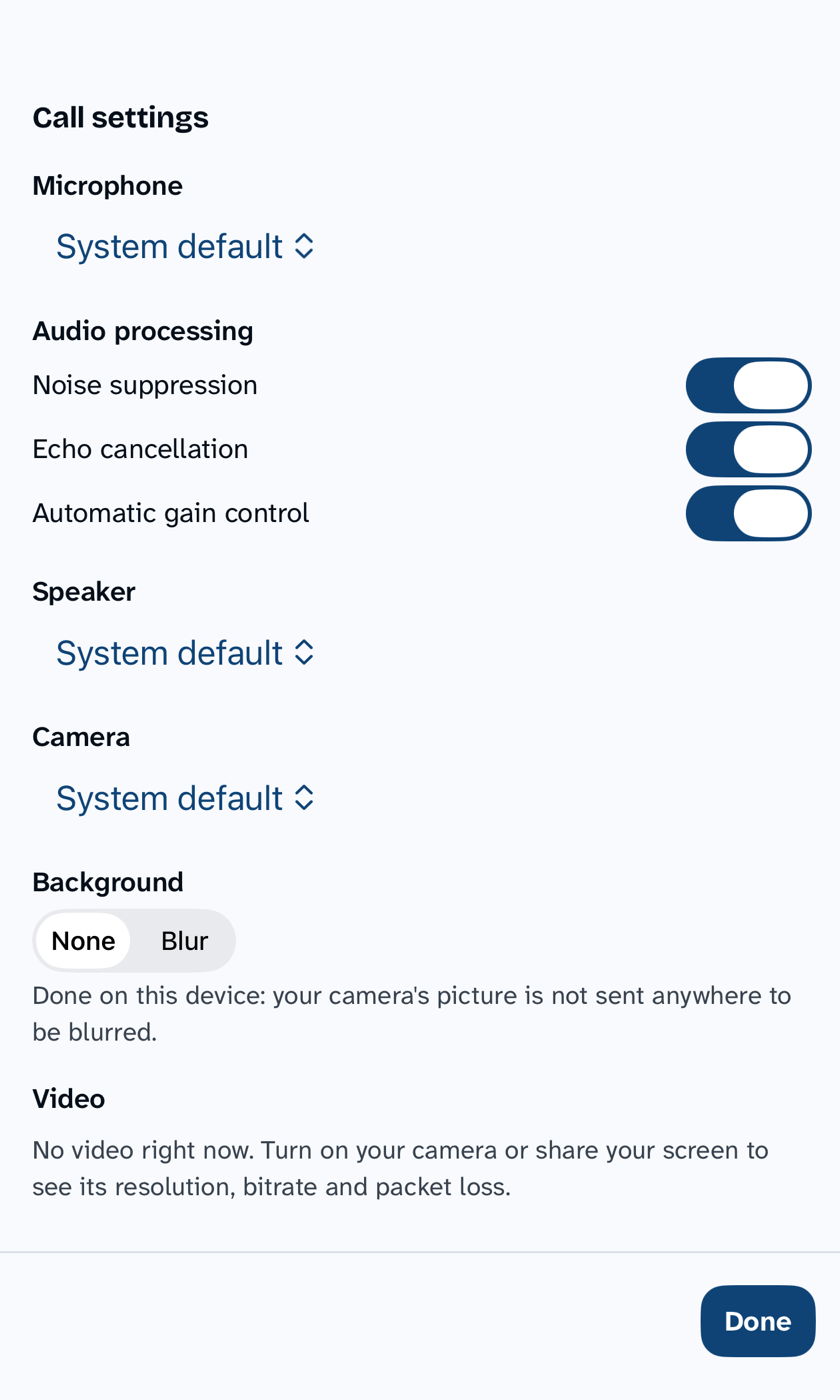 Call settings
Microphone
System default
Audio processing
Noise suppression
Echo cancellation
Automatic gain control
Speaker
System default
Camera
System default
Background
None Blur
Done on this device: your camera's picture is not sent anywhere to
be blurred.
Video
No video right now. Turn on your camera or share your screen to
see its resolution, bitrate and packet loss.
Done